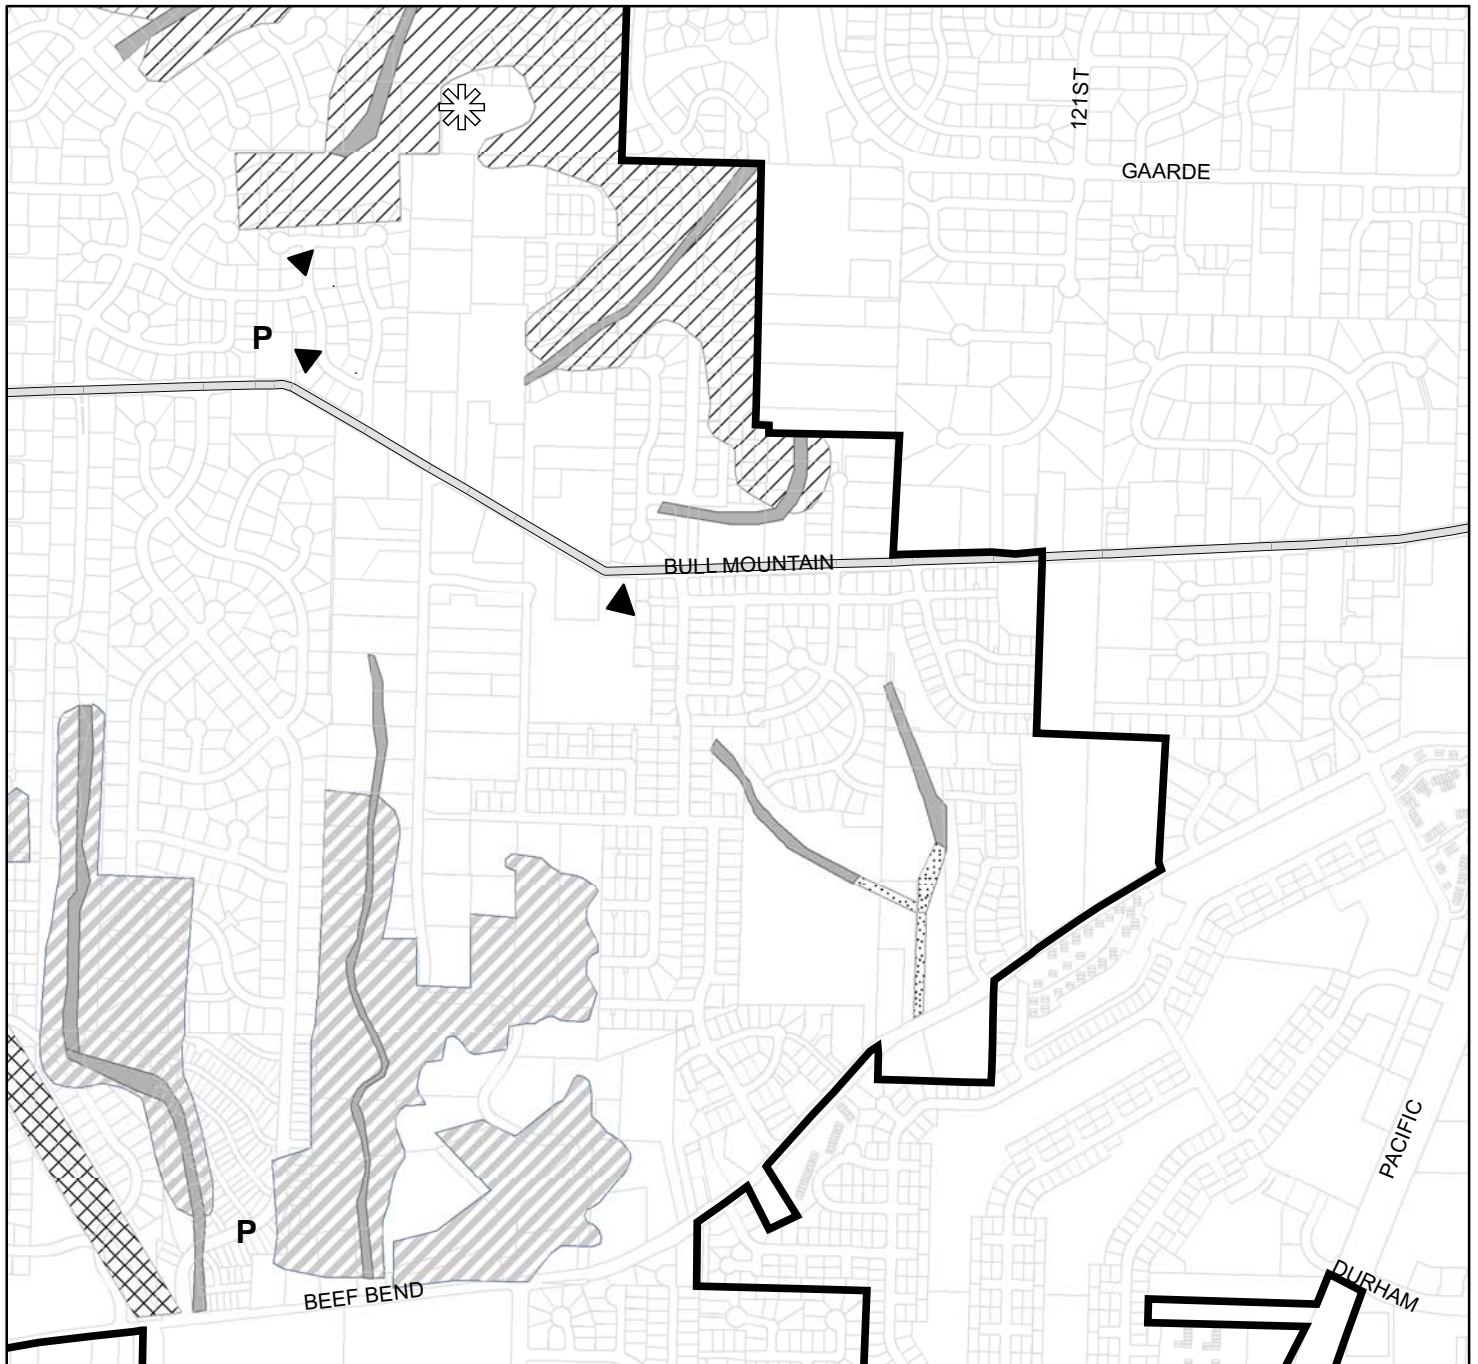 121ST
GAARDE
P
BULL MOUNTAIN
PACIFIC
P
DURHAM
BEEF BEND